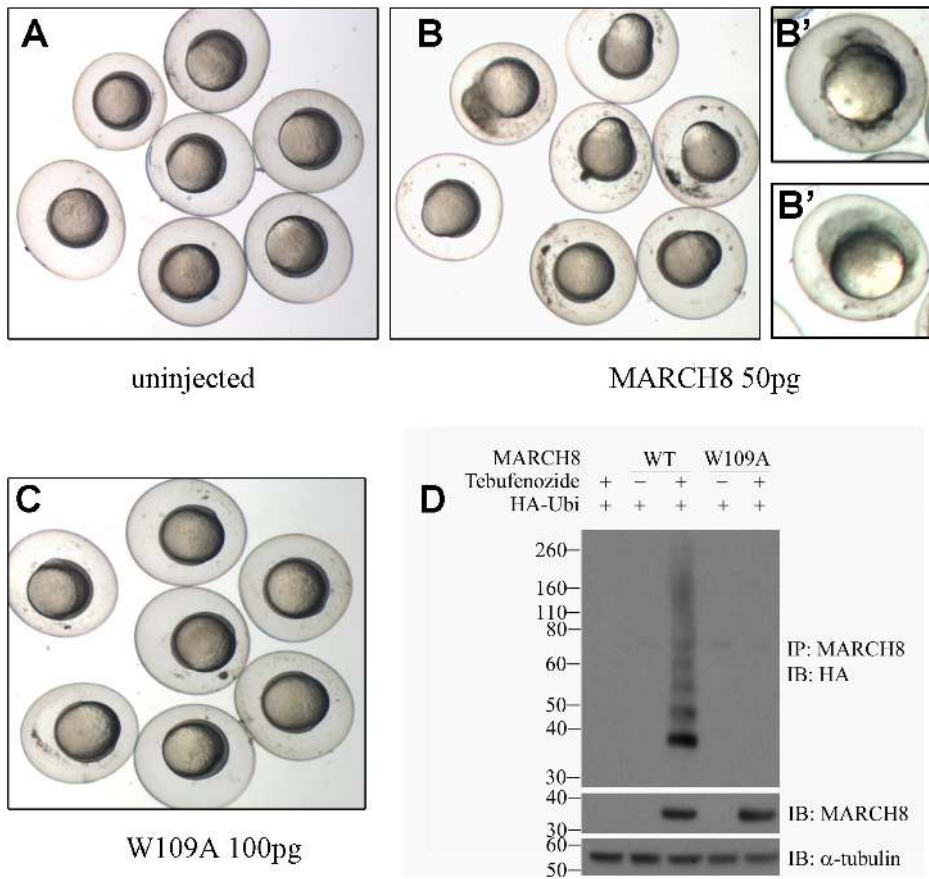 A
B
B’
B’
uninjected
MARCH8 50pg
C
W109A 100pg
D
MARCH8 WT W109A
Tebufenozide + − + − +
HA-Ubi + + + + +
260
160
110
80
60
50
40
30
IP: MARCH8
IB: HA
40
30
IB: MARCH8
60
50
IB: α-tubulin